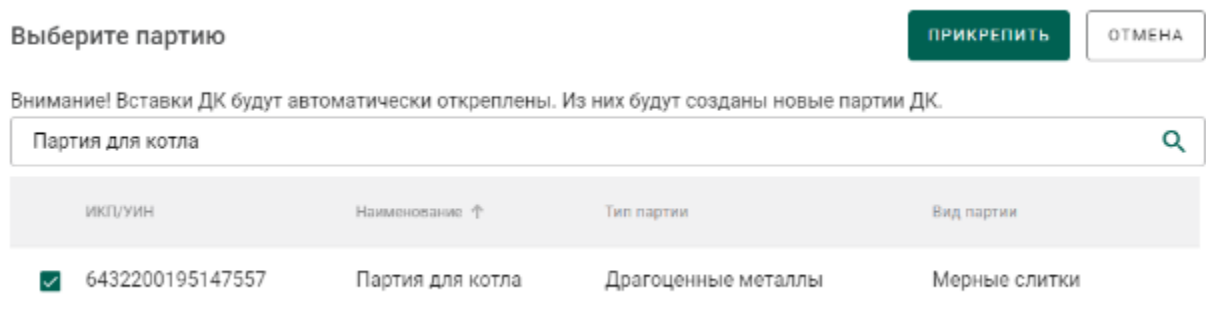 Выберите партию
ПРИКРЕПИТЬ
ОТМЕНА
Внимание! Вставки ДК будут автоматически откреплены. Из них будут созданы новые партии ДК.
Партия для котла
ИКП/УИН Наименование ↑ Тип партии Вид партии
6432200195147557 Партия для котла Драгоценные металлы Мерные слитки